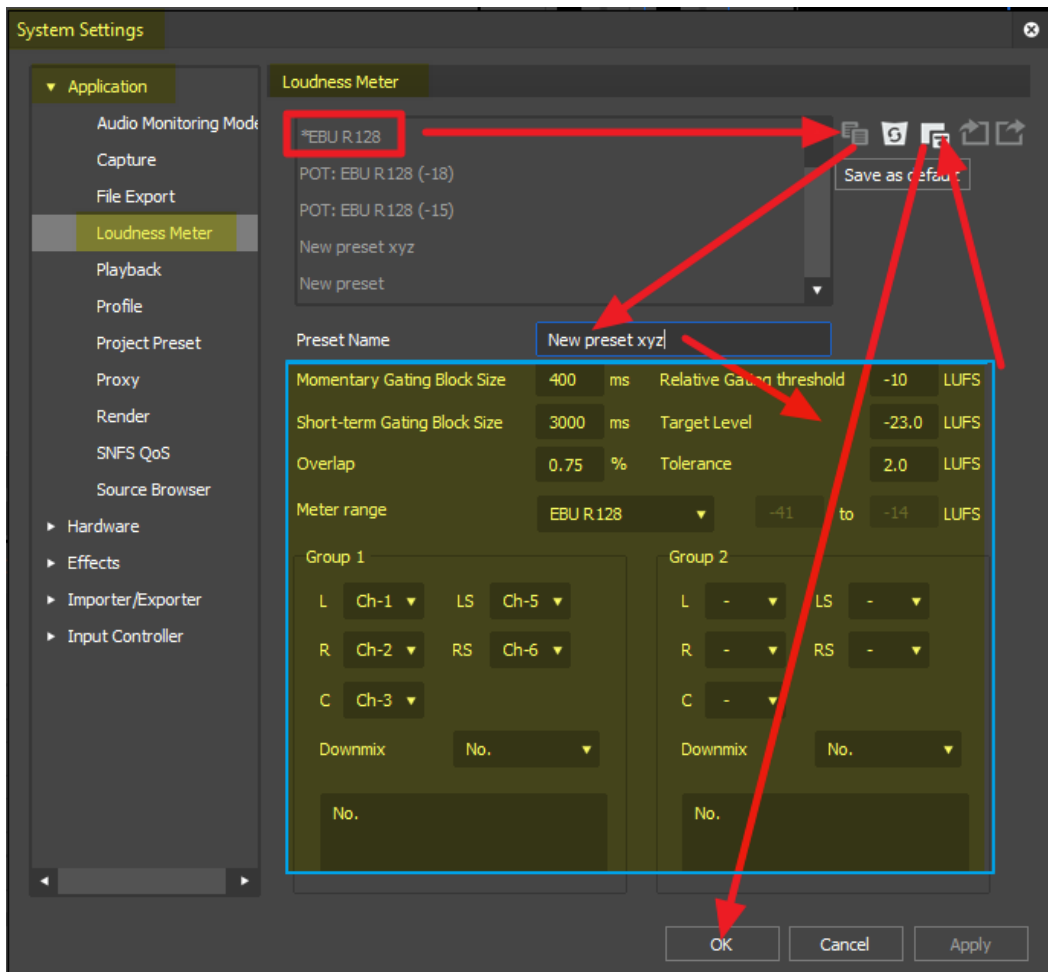 System Settings
Application
Audio Monitoring Mode
Capture
File Export
Loudness Meter
Playback
Profile
Project Preset
Proxy
Render
SNFS QoS
Source Browser
Hardware
Effects
Importer/Exporter
Input Controller
Loudness Meter
*EBU R128
POT: EBU R128 (-18)
POT: EBU R128 (-15)
New preset xyz
New preset
Save as default
Preset Name New preset xyz
Momentary Gating Block Size 400 ms Relative Gating threshold -10 LUFS
Short-term Gating Block Size 3000 ms Target Level -23.0 LUFS
Overlap 0.75 % Tolerance 2.0 LUFS
Meter range EBU R128 -41 to -14 LUFS
Group 1 Group 2
L Ch-1 LS Ch-5 L - LS -
R Ch-2 RS Ch-6 R - RS -
C Ch-3 C -
Downmix No. Downmix No.
No. No.
OK Cancel Apply